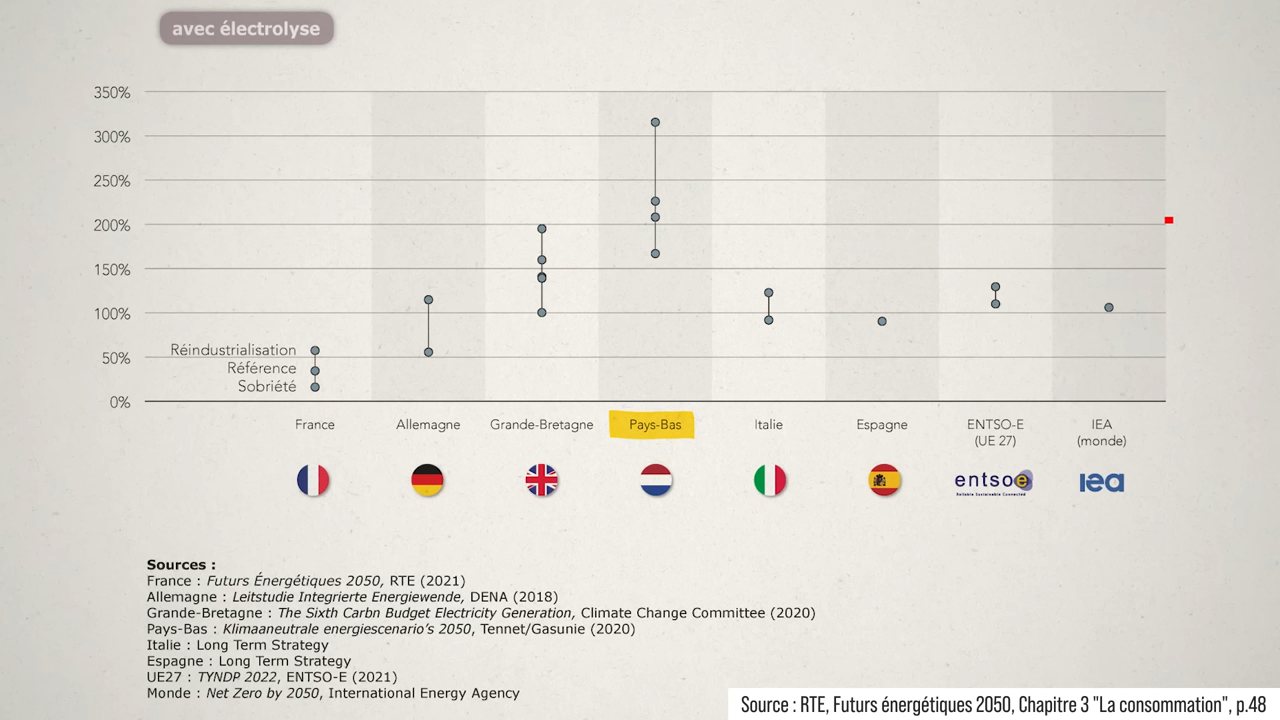 avec électrolyse
350%
300%
250%
200%
150%
100%
50%
0%
Réindustrialisation
Référence
Sobriété
France
Allemagne
Grande-Bretagne
Pays-Bas
Italie
Espagne
ENTSO-E
(UE 27)
IEA
(monde)
entsoe
Reliable Sustainable Connected
iea
Sources :
France : Futurs Énergétiques 2050, RTE (2021)
Allemagne : Leitstudie Integrierte Energiewende, DENA (2018)
Grande-Bretagne : The Sixth Carbn Budget Electricity Generation, Climate Change Committee (2020)
Pays-Bas : Klimaaneutrale energiescenario's 2050, Tennet/Gasunie (2020)
Italie : Long Term Strategy
Espagne : Long Term Strategy
UE27 : TYNDP 2022, ENTSO-E (2021)
Monde : Net Zero by 2050, International Energy Agency
Source : RTE, Futurs énergétiques 2050, Chapitre 3 "La consommation", p.48